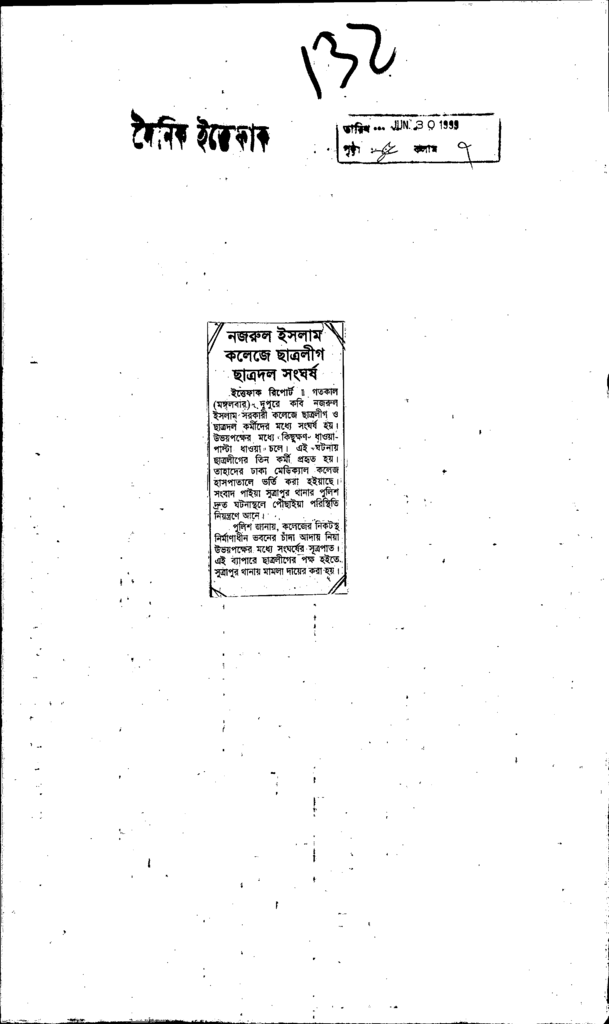 132
দৈনিক ইত্তেফাক
তারিখ ... JUN. 30 1999
পৃষ্ঠা কলাম ৭
নজরুল ইসলাম
কলেজে ছাত্রলীগ
ছাত্রদল সংঘর্ষ
ইত্তেফাক রিপোর্ট ॥ গতকাল
(মঙ্গলবার) দুপুরে কবি নজরুল
ইসলাম সরকারী কলেজে ছাত্রলীগ ও
ছাত্রদল কর্মীদের মধ্যে সংঘর্ষ হয়।
উভয়পক্ষের মধ্যে কিছুক্ষণ ধাওয়া-
পাল্টা ধাওয়া চলে। এই ঘটনায়
ছাত্রলীগের তিন কর্মী প্রহৃত হয়।
তাহাদের ঢাকা মেডিক্যাল কলেজ
হাসপাতালে ভর্তি করা হইয়াছে।
সংবাদ পাইয়া সূত্রাপুর থানার পুলিশ
দ্রুত ঘটনাস্থলে পৌঁছাইয়া পরিস্থিতি
নিয়ন্ত্রণে আনে।
পুলিশ জানায়, কলেজের নিকটস্থ
নির্মাণাধীন ভবনের চাঁদা আদায় নিয়া
উভয়পক্ষের মধ্যে সংঘর্ষের সূত্রপাত।
এই ব্যাপারে ছাত্রলীগের পক্ষ হইতে
সূত্রাপুর থানায় মামলা দায়ের করা হয়।